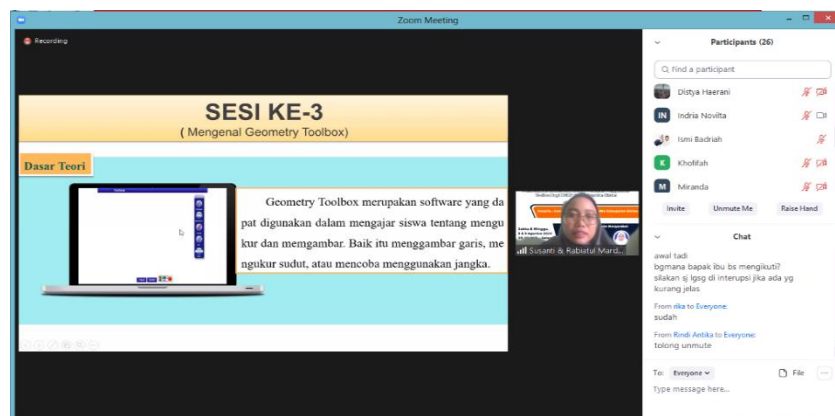 Zoom Meeting
Recording
SESI KE-3
( Mengenal Geometry Toolbox)
Dasar Teori
Geometry Toolbox merupakan software yang da
pat digunakan dalam mengajar siswa tentang mengu
kur dan memgambar. Baik itu menggambar garis, me
ngukur sudut, atau mencoba menggunakan jangka.
Susanti & Rabiatul Mard...
Participants (26)
Find a participant
Distya Haerani
IN Indria Novilta
Ismi Badriah
K Khofifah
M Miranda
Invite Unmute Me Raise Hand
Chat
awal tadi
bgmana bapak ibu bs mengikuti?
silakan sj lgsg di interupsi jika ada yg
kurang jelas
From rika to Everyone:
sudah
From Rindi Antika to Everyone:
tolong unmute
To: Everyone File
Type message here...